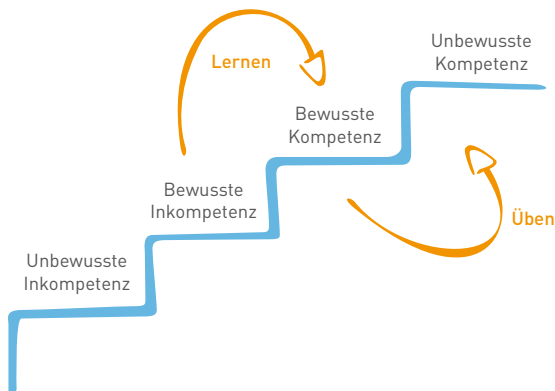 Unbewusste
Kompetenz
Lernen
Bewusste
Kompetenz
Bewusste
Inkompetenz
Üben
Unbewusste
Inkompetenz